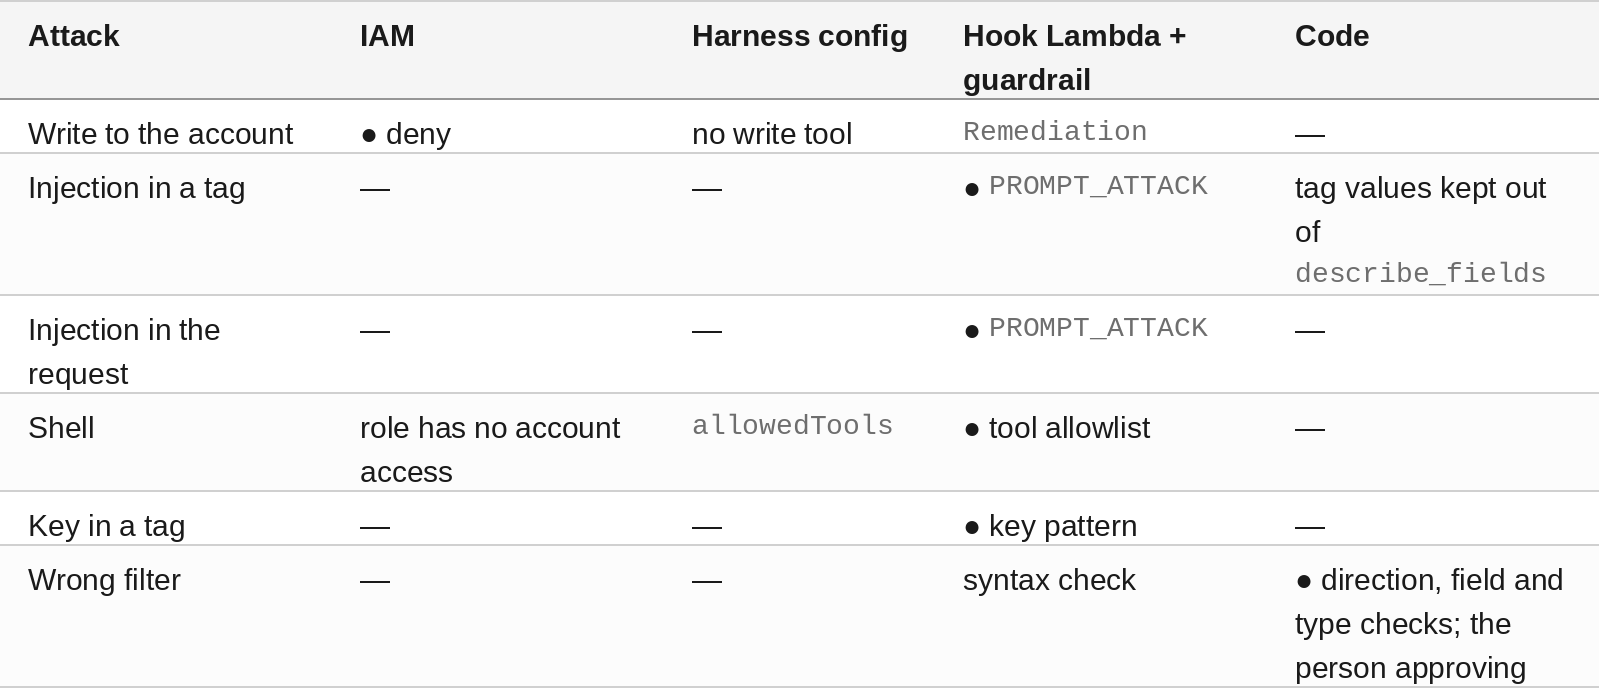 Attack IAM Harness config Hook Lambda +
guardrail Code
Write to the account ● deny no write tool Remediation —
Injection in a tag — — ● PROMPT_ATTACK tag values kept out
of
describe_fields
Injection in the
request — — ● PROMPT_ATTACK —
Shell role has no account
access allowedTools ● tool allowlist —
Key in a tag — — ● key pattern —
Wrong filter — — syntax check ● direction, field and
type checks; the
person approving